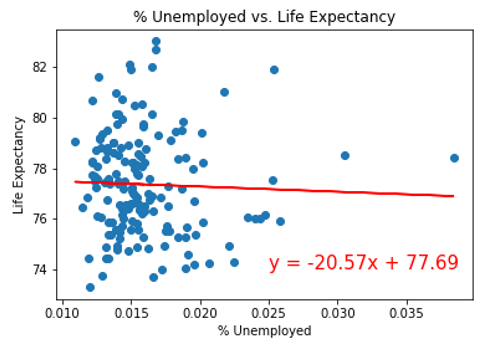 % Unemployed vs. Life Expectancy
82
80
78
76
74
Life Expectancy
y = -20.57x + 77.69
0.010 0.015 0.020 0.025 0.030 0.035
% Unemployed